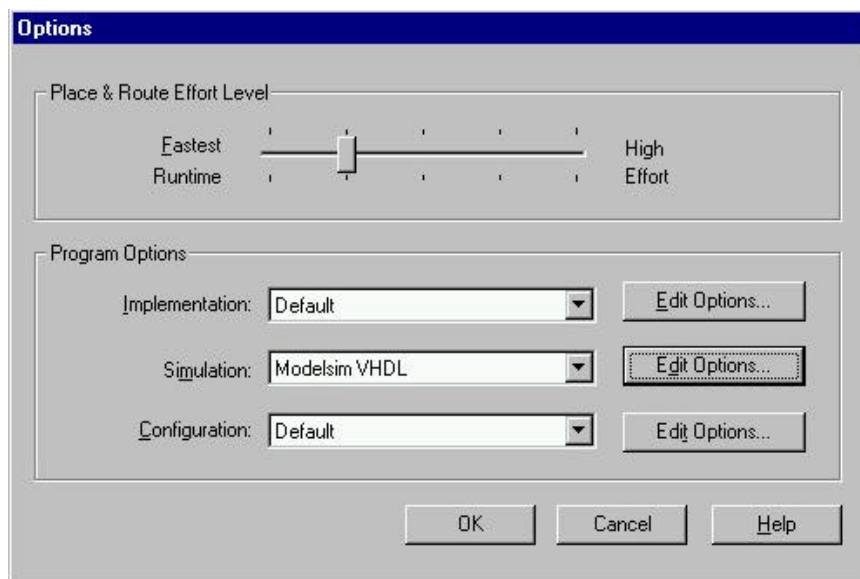 Options
Place & Route Effort Level
Fastest
Runtime
High
Effort
Program Options
Implementation: Default Edit Options...
Simulation: Modelsim VHDL Edit Options...
Configuration: Default Edit Options...
OK Cancel Help